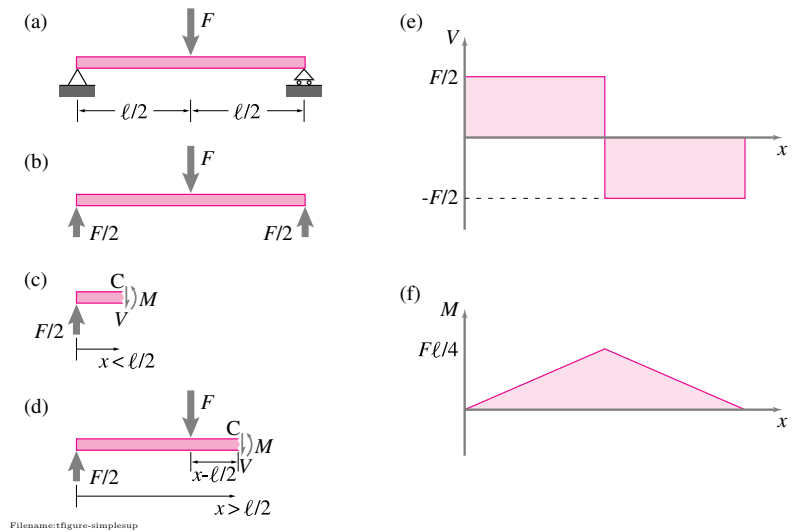 (a)
F
ℓ/2
ℓ/2
(b)
F
F/2
F/2
(c)
C
M
V
F/2
x < ℓ/2
(d)
F
C
M
V
F/2
x-ℓ/2
x > ℓ/2
(e)
V
F/2
x
-F/2
(f)
M
Fℓ/4
x
Filename:tfigure-simplesup